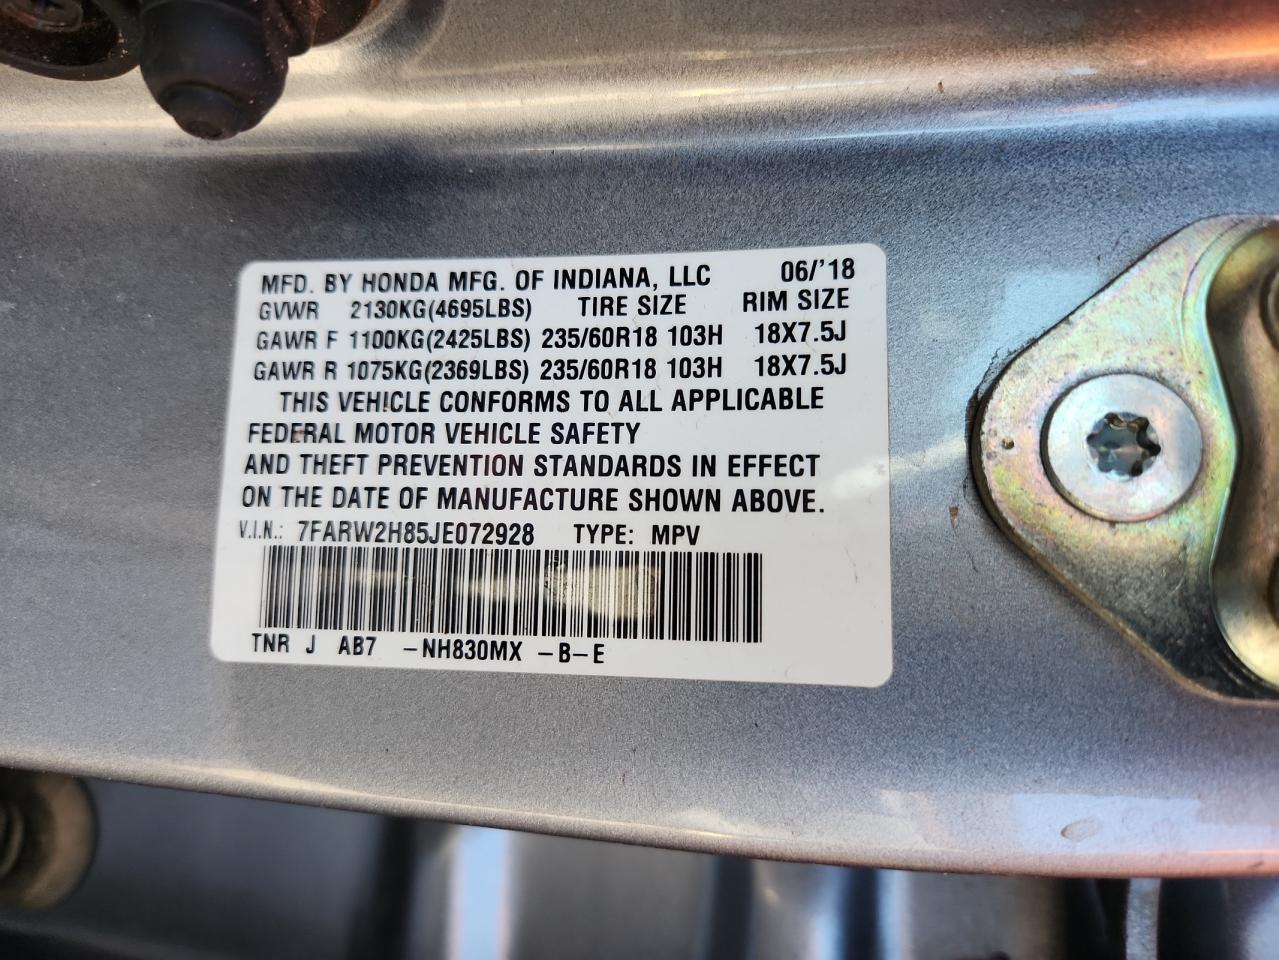 MFD. BY HONDA MFG. OF INDIANA, LLC 06/'18
GVWR 2130KG(4695LBS) TIRE SIZE RIM SIZE
GAWR F 1100KG(2425LBS) 235/60R18 103H 18X7.5J
GAWR R 1075KG(2369LBS) 235/60R18 103H 18X7.5J
THIS VEHICLE CONFORMS TO ALL APPLICABLE
FEDERAL MOTOR VEHICLE SAFETY
AND THEFT PREVENTION STANDARDS IN EFFECT
ON THE DATE OF MANUFACTURE SHOWN ABOVE.
V.I.N.: 7FARW2H85JE072928 TYPE: MPV
TNR J AB7 -NH830MX -B-E